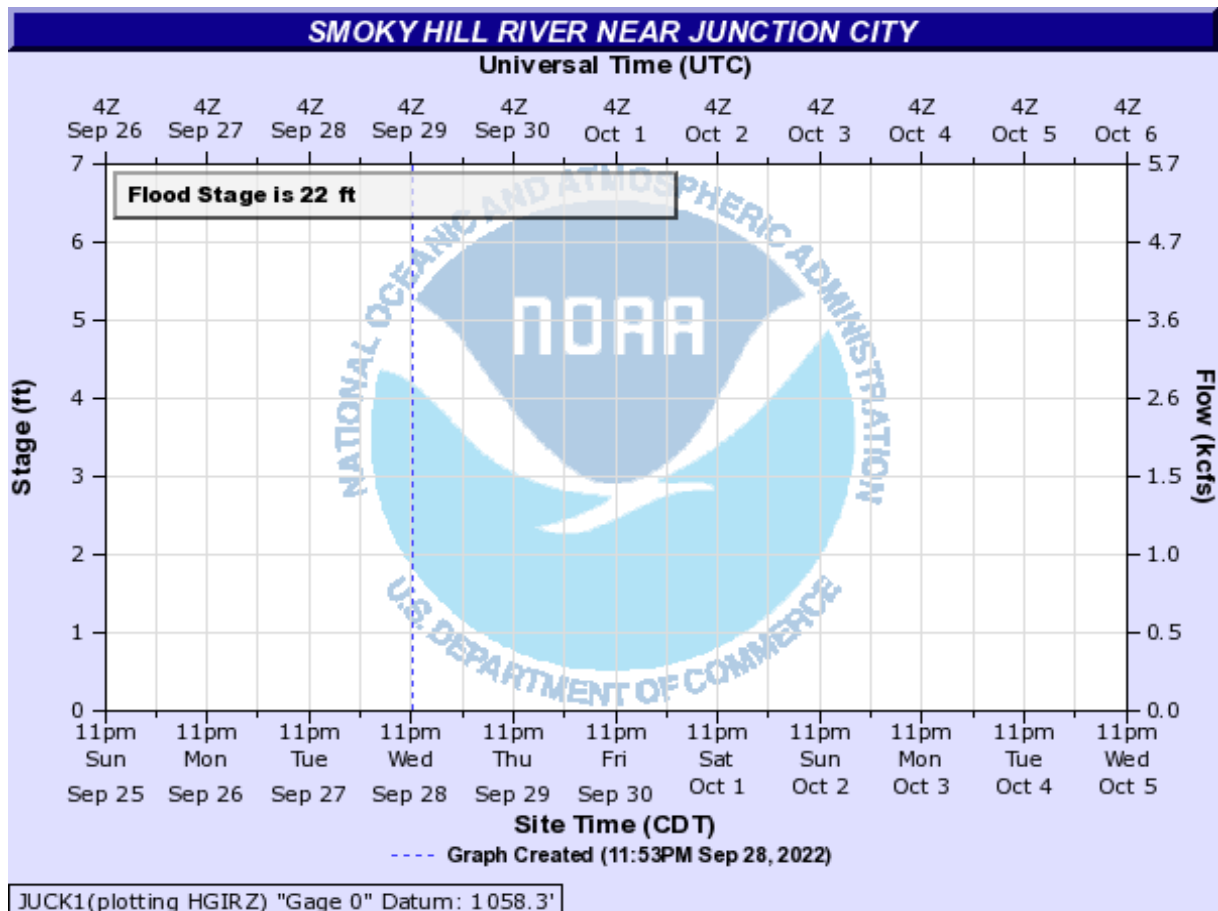 SMOKY HILL RIVER NEAR JUNCTION CITY
Universal Time (UTC)
4Z 4Z 4Z 4Z 4Z 4Z 4Z 4Z 4Z 4Z 4Z
Sep 26 Sep 27 Sep 28 Sep 29 Sep 30 Oct 1 Oct 2 Oct 3 Oct 4 Oct 5 Oct 6
7 5.7
Flood Stage is 22 ft
6 4.7
5 3.6
4 2.6
3 1.5
2 1.0
1 0.5
0 0.0
Stage (ft)
Flow (kcfs)
NATIONAL OCEANIC AND ATMOSPHERIC ADMINISTRATION
NOAA
U.S. DEPARTMENT OF COMMERCE
11pm 11pm 11pm 11pm 11pm 11pm 11pm 11pm 11pm 11pm 11pm
Sun Mon Tue Wed Thu Fri Sat Sun Mon Tue Wed
Sep 25 Sep 26 Sep 27 Sep 28 Sep 29 Sep 30 Oct 1 Oct 2 Oct 3 Oct 4 Oct 5
Site Time (CDT)
Graph Created (11:53PM Sep 28, 2022)
JUCK1(plotting HGIRZ) "Gage 0" Datum: 1058.3'